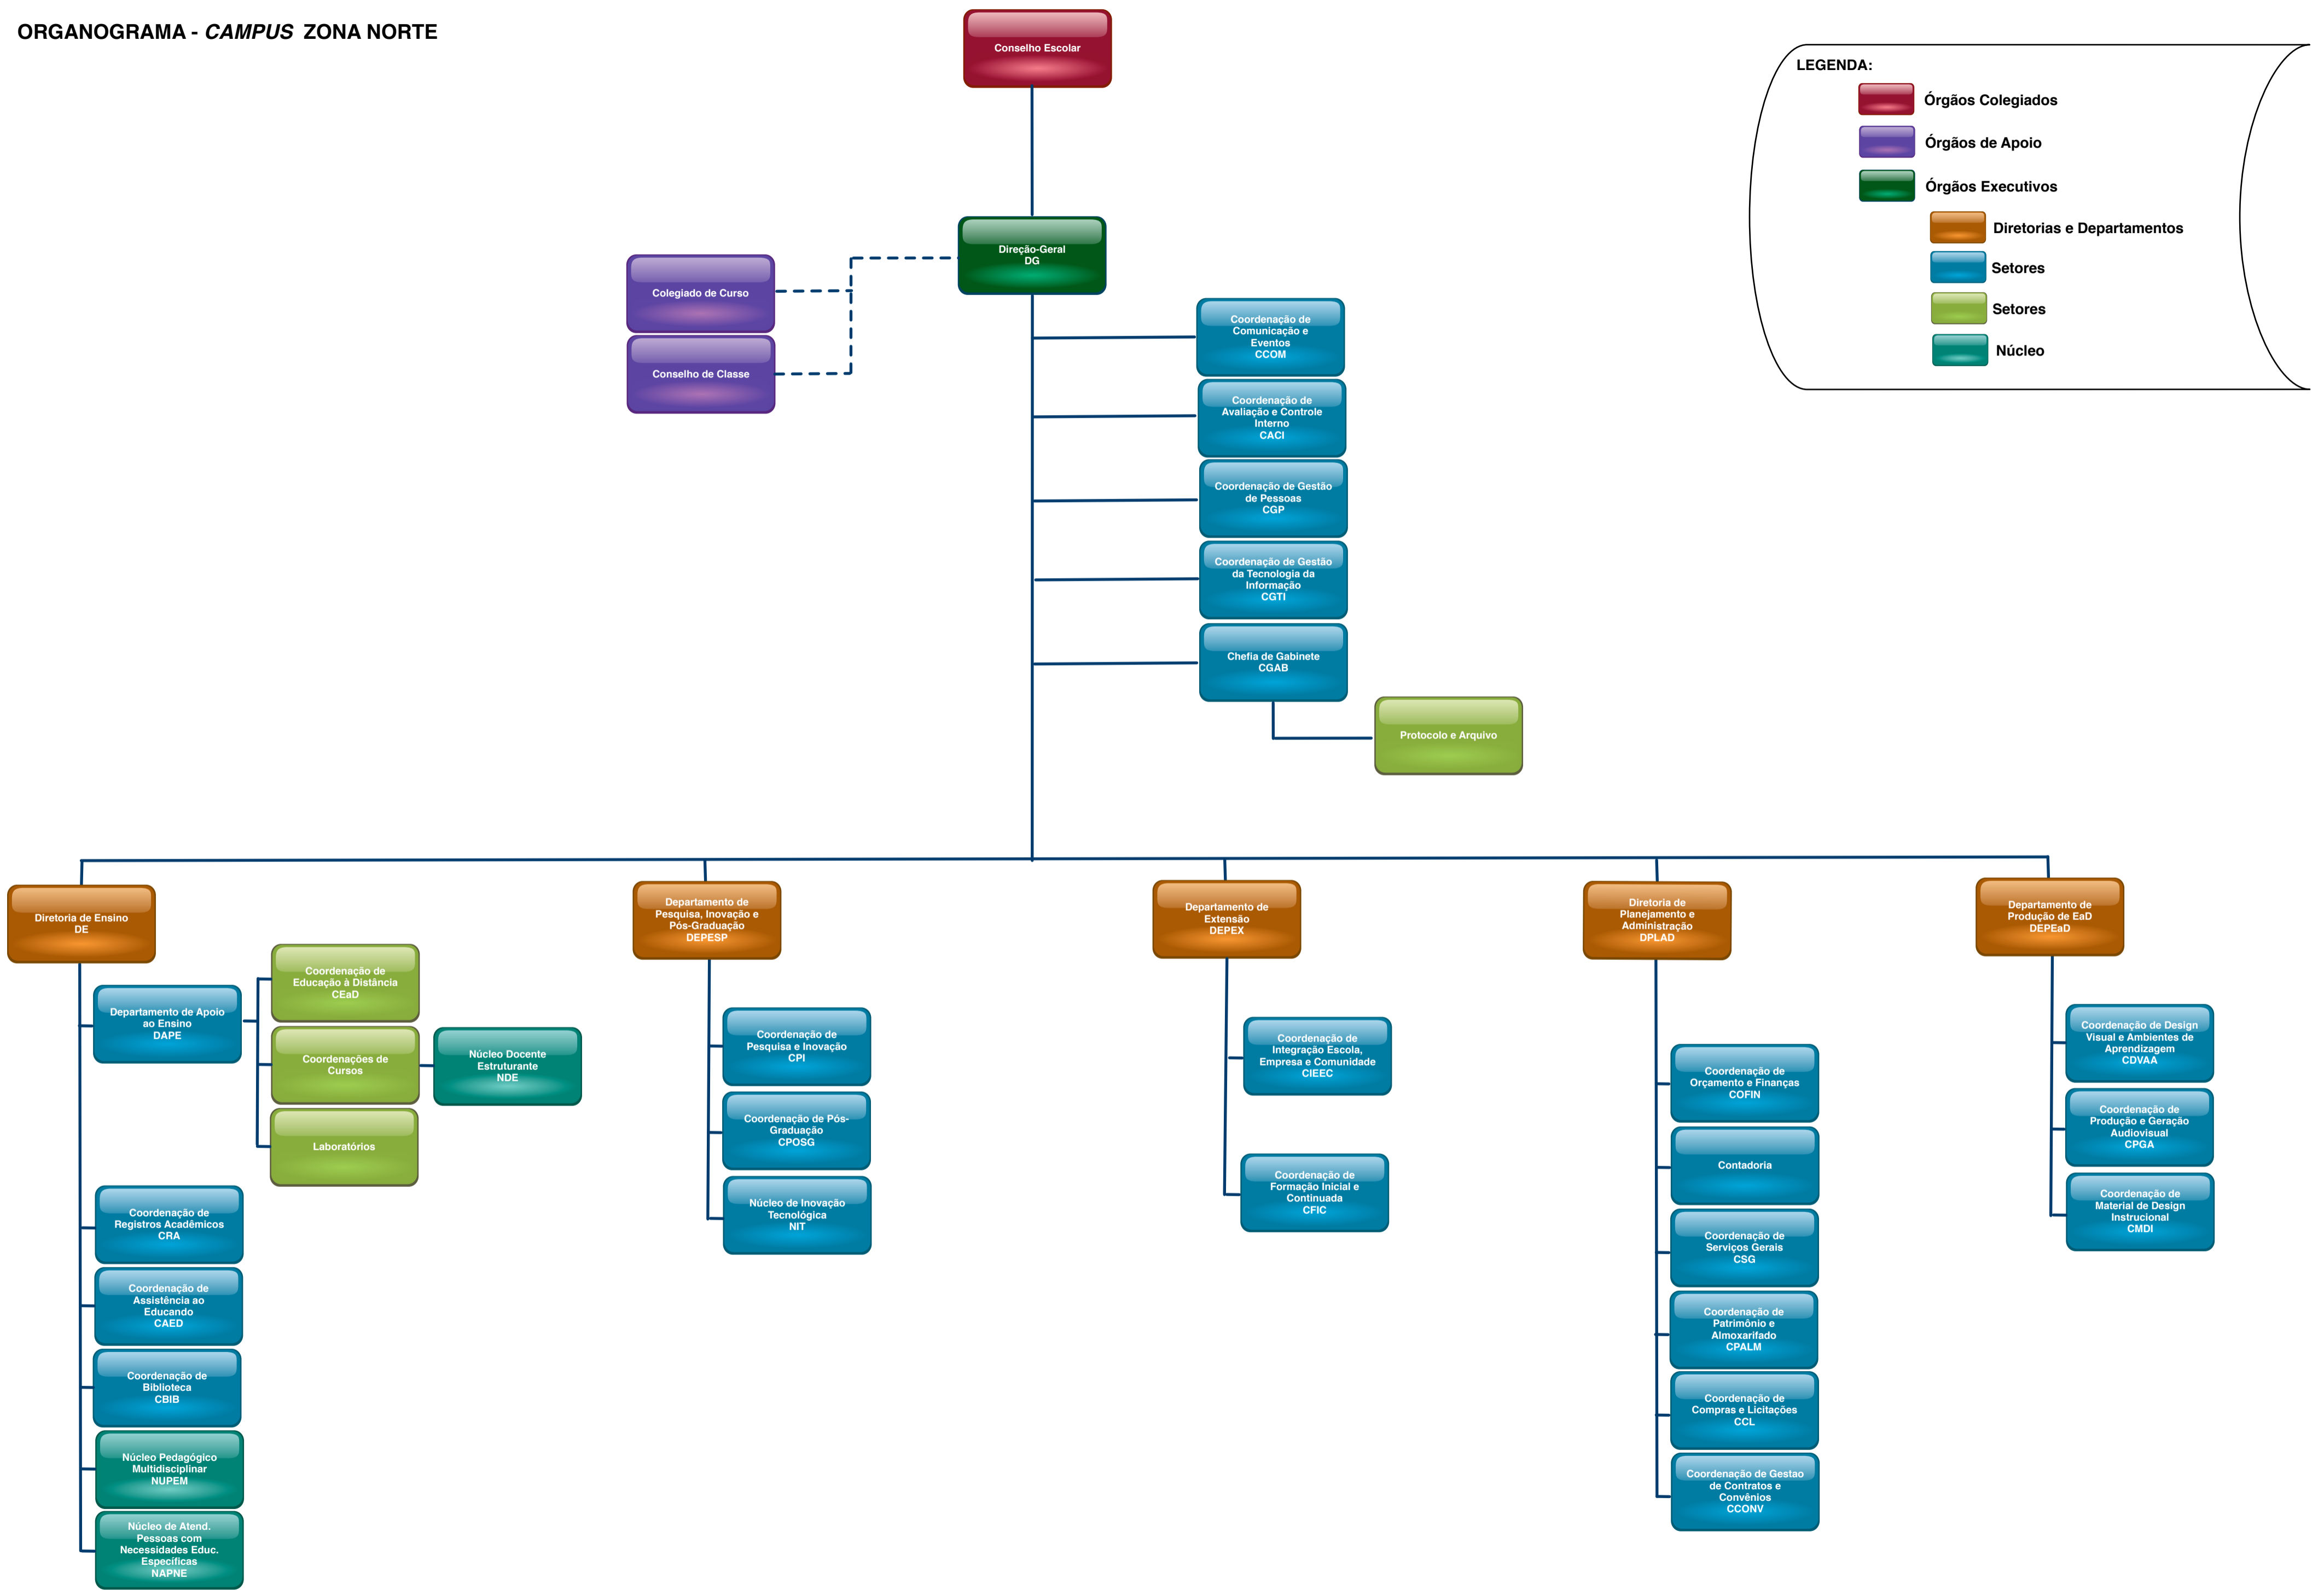 ORGANOGRAMA - CAMPUS ZONA NORTE
Conselho Escolar
LEGENDA:
Órgãos Colegiados
Órgãos de Apoio
Órgãos Executivos
Diretorias e Departamentos
Setores
Setores
Núcleo
Direção-Geral
DG
Colegiado de Curso
Conselho de Classe
Coordenação de
Comunicação e
Eventos
CCOM
Coordenação de
Avaliação e Controle
Interno
CACI
Coordenação de Gestão
de Pessoas
CGP
Coordenação de Gestão
da Tecnologia da
Informação
CGTI
Chefia de Gabinete
CGAB
Protocolo e Arquivo
Diretoria de Ensino
DE
Departamento de Apoio
ao Ensino
DAPE
Coordenação de
Educação à Distância
CEaD
Coordenações de
Cursos
Núcleo Docente
Estruturante
NDE
Laboratórios
Coordenação de
Registros Acadêmicos
CRA
Coordenação de
Assistência ao
Educando
CAED
Coordenação de
Biblioteca
CBIB
Núcleo Pedagógico
Multidisciplinar
NUPEM
Núcleo de Atend.
Pessoas com
Necessidades Educ.
Específicas
NAPNE
Departamento de
Pesquisa, Inovação e
Pós-Graduação
DEPESP
Coordenação de
Pesquisa e Inovação
CPI
Coordenação de Pós-
Graduação
CPOSG
Núcleo de Inovação
Tecnológica
NIT
Departamento de
Extensão
DEPEX
Coordenação de
Integração Escola,
Empresa e Comunidade
CIEEC
Coordenação de
Formação Inicial e
Continuada
CFIC
Diretoria de
Planejamento e
Administração
DPLAD
Coordenação de
Orçamento e Finanças
COFIN
Contadoria
Coordenação de
Serviços Gerais
CSG
Coordenação de
Patrimônio e
Almoxarifado
CPALM
Coordenação de
Compras e Licitações
CCL
Coordenação de Gestao
de Contratos e
Convênios
CCONV
Departamento de
Produção de EaD
DEPEaD
Coordenação de Design
Visual e Ambientes de
Aprendizagem
CDVAA
Coordenação de
Produção e Geração
Audiovisual
CPGA
Coordenação de
Material de Design
Instrucional
CMDI